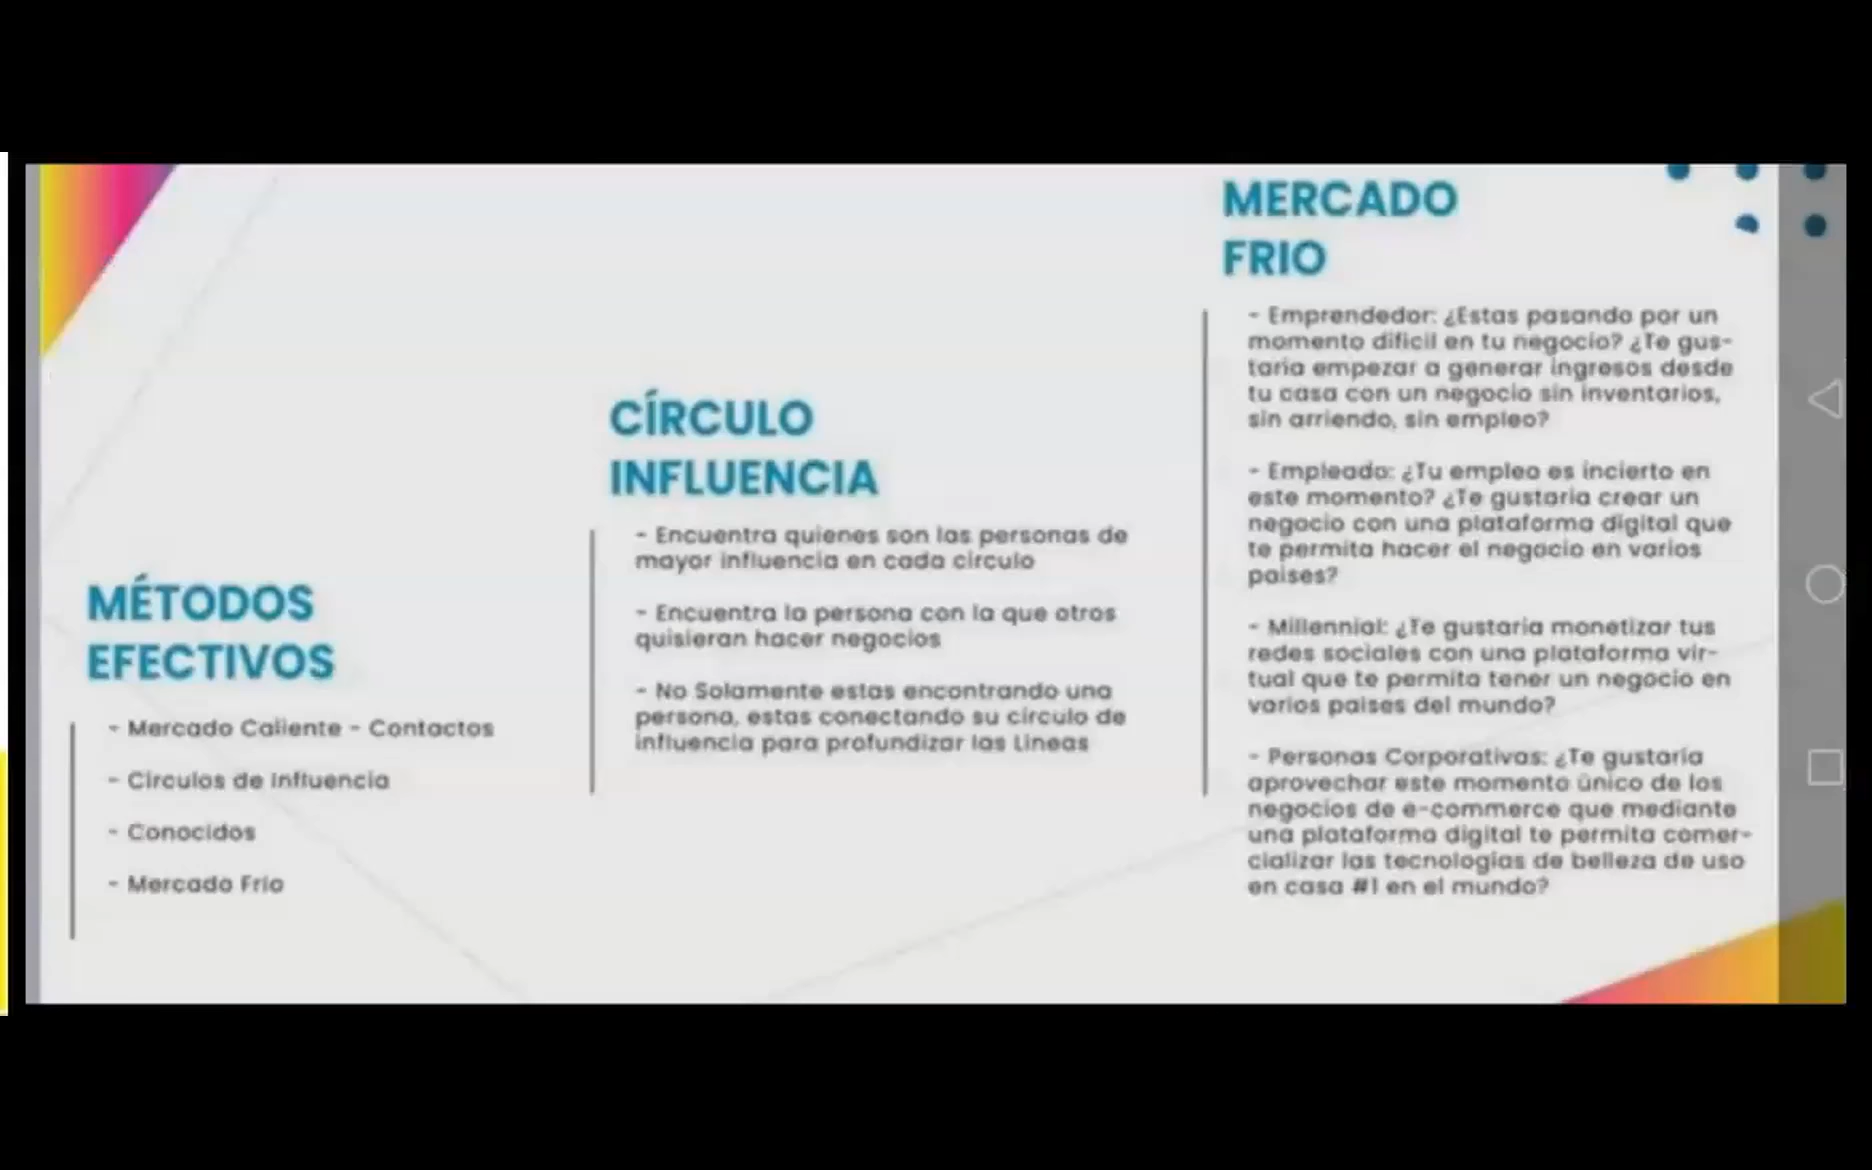 MÉTODOS
EFECTIVOS
- Mercado Caliente - Contactos
- Circulos de Influencia
- Conocidos
- Mercado Frio
CÍRCULO
INFLUENCIA
- Encuentra quienes son las personas de
mayor influencia en cada circulo
- Encuentra la persona con la que otros
quisieran hacer negocios
- No Solamente estas encontrando una
persona, estas conectando su circulo de
influencia para profundizar las Lineas
MERCADO
FRIO
- Emprendedor: ¿Estas pasando por un
momento dificil en tu negocio? ¿Te gus-
taria empezar a generar ingresos desde
tu casa con un negocio sin inventarios,
sin arriendo, sin empleo?
- Empleado: ¿Tu empleo es incierto en
este momento? ¿Te gustaria crear un
negocio con una plataforma digital que
te permita hacer el negocio en varios
paises?
- Millennial: ¿Te gustaria monetizar tus
redes sociales con una plataforma vir-
tual que te permita tener un negocio en
varios paises del mundo?
- Personas Corporativas: ¿Te gustaría
aprovechar este momento único de los
negocios de e-commerce que mediante
una plataforma digital te permita comer-
cializar las tecnologías de belleza de uso
en casa #1 en el mundo?